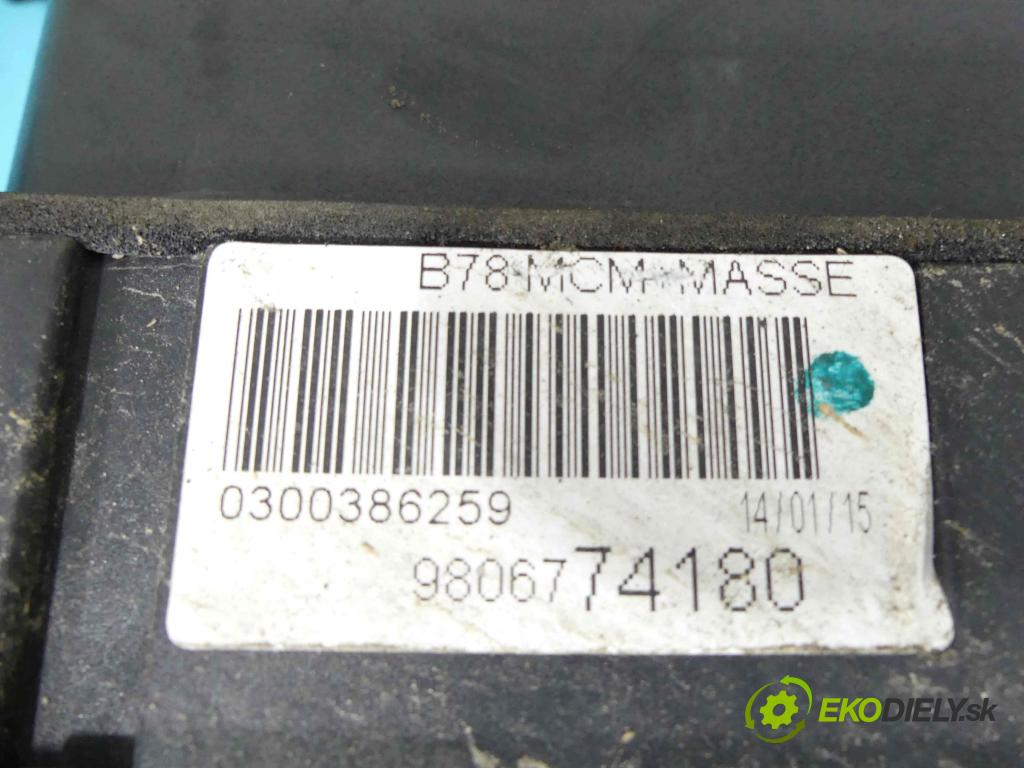 B78 MCM+MASSE
0300386259
14/01/15
9806774180
EKODIELY.sk